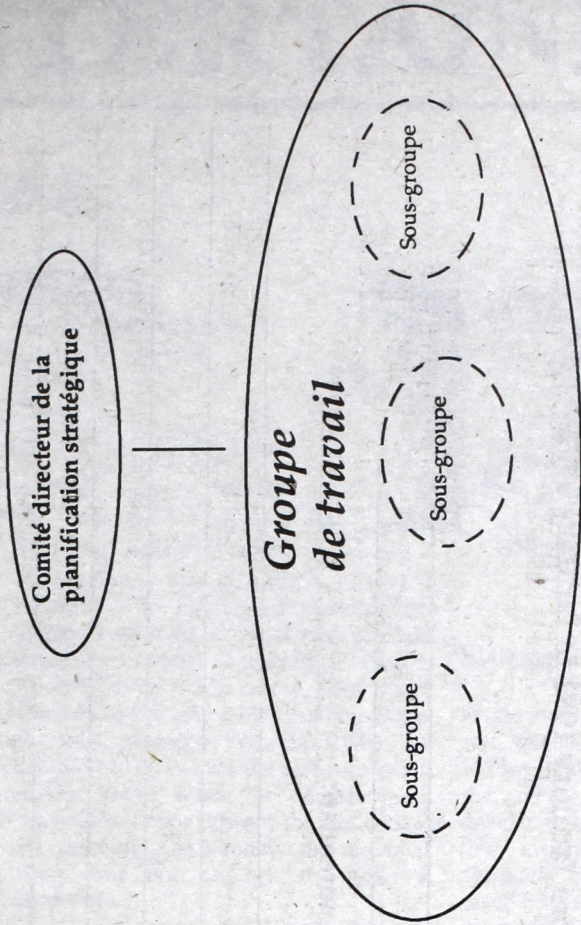 Comité directeur de la
planification stratégique
Groupe
de travail
Sous-groupe
Sous-groupe
Sous-groupe